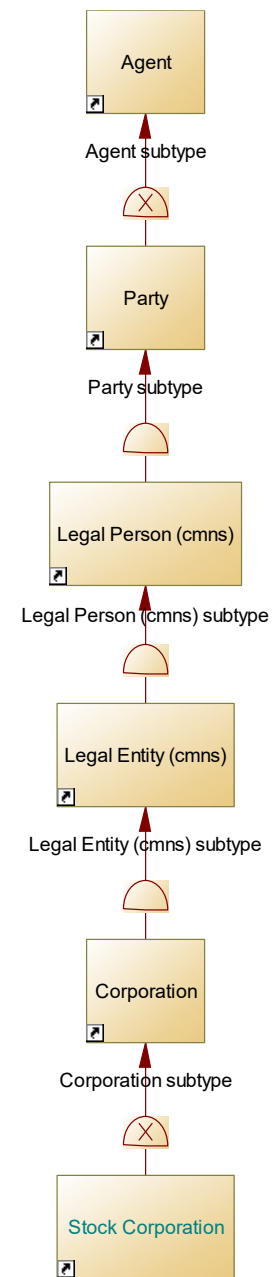 Agent
Agent subtype
Party
Party subtype
Legal Person (cmns)
Legal Person (cmns) subtype
Legal Entity (cmns)
Legal Entity (cmns) subtype
Corporation
Corporation subtype
Stock Corporation